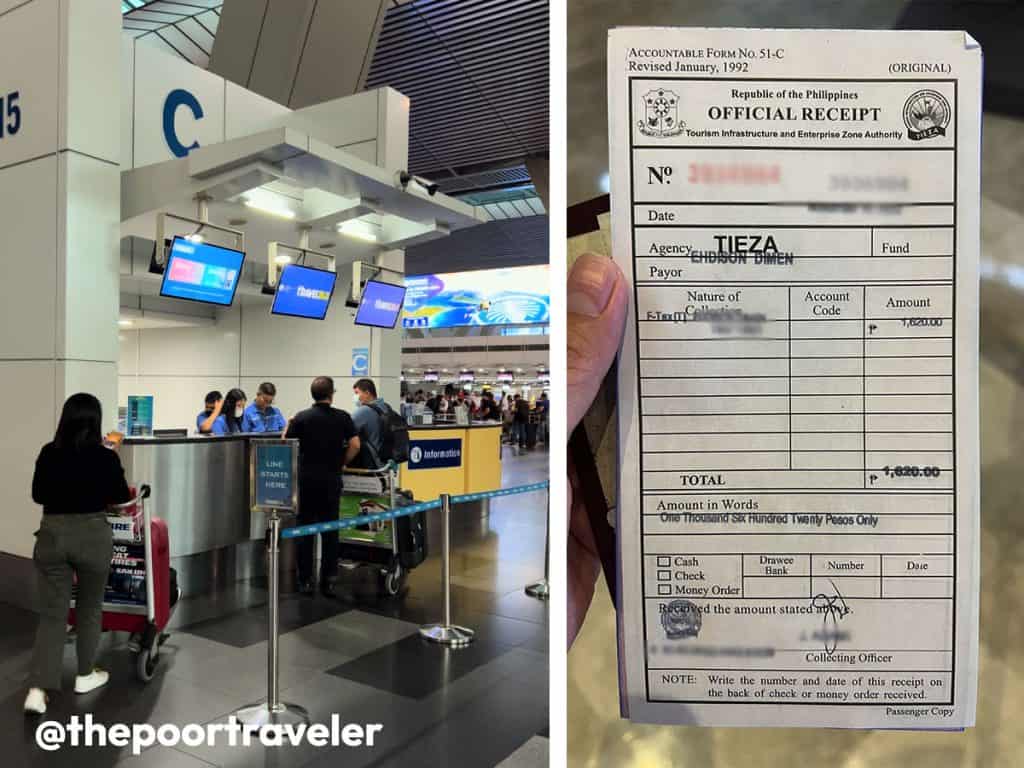 15
C
C
LINE
STARTS
HERE
Information
@thepoortraveler
ACCOUNTABLE FORM NO. 51-C
Revised January, 1992
(ORIGINAL)
Republic of the Philippines
OFFICIAL RECEIPT
Tourism Infrastructure and Enterprise Zone Authority
TIEZA
Nº
Date
Agency TIEZA
Fund
EHDISON DIMEN
Payor
Nature of Collection
Account Code
Amount
F-Tax(T)
₱ 1,620.00
TOTAL
₱ 1,620.00
Amount in Words
One Thousand Six Hundred Twenty Pesos Only
Cash
Check
Money Order
Drawee Bank
Number
Date
Received the amount stated above.
Collecting Officer
NOTE: Write the number and date of this receipt on
the back of check or money order received.
Passenger Copy